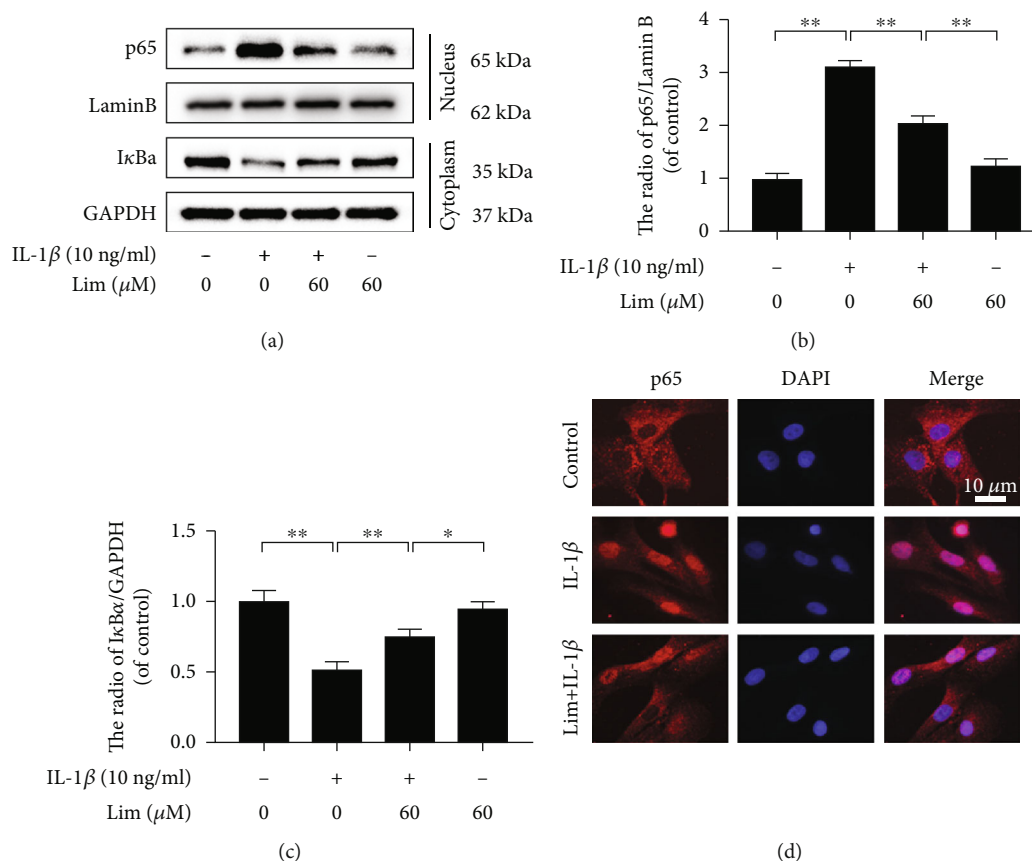 p65
65 kDa
LaminB
62 kDa
Nucleus
IκBa
35 kDa
GAPDH
37 kDa
Cytoplasm
IL-1β (10 ng/ml) – + + –
Lim (μM) 0 0 60 60
(a)
** ** **
The radio of p65/Lamin B
(of control)
4
3
2
1
0
IL-1β (10 ng/ml) – + + –
Lim (μM) 0 0 60 60
(b)
** ** *
The radio of IκBα/GAPDH
(of control)
1.5
1.0
0.5
0.0
IL-1β (10 ng/ml) – + + –
Lim (μM) 0 0 60 60
(c)
p65 DAPI Merge
Control
10 μm
IL-1β
Lim+IL-1β
(d)